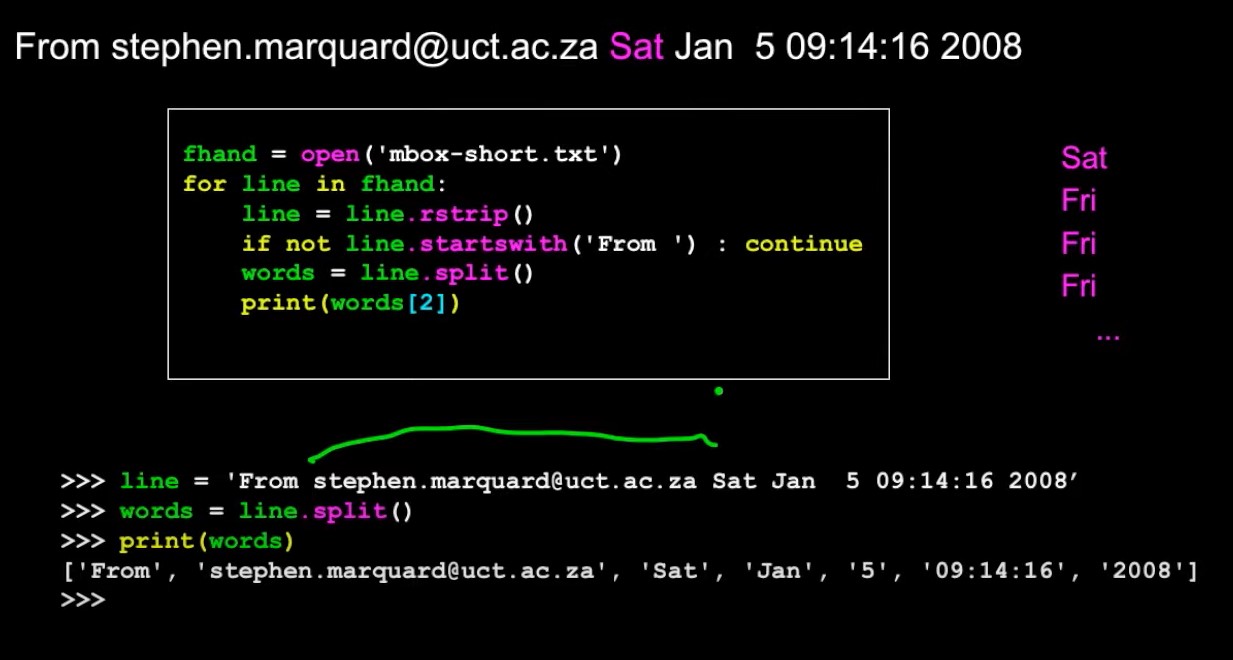 From stephen.marquard@uct.ac.za Sat Jan  5 09:14:16 2008
fhand = open('mbox-short.txt')
for line in fhand:
    line = line.rstrip()
    if not line.startswith('From ') : continue
    words = line.split()
    print(words[2])
Sat
Fri
Fri
Fri
...
>>> line = 'From stephen.marquard@uct.ac.za Sat Jan  5 09:14:16 2008’
>>> words = line.split()
>>> print(words)
['From', 'stephen.marquard@uct.ac.za', 'Sat', 'Jan', '5', '09:14:16', '2008']
>>>